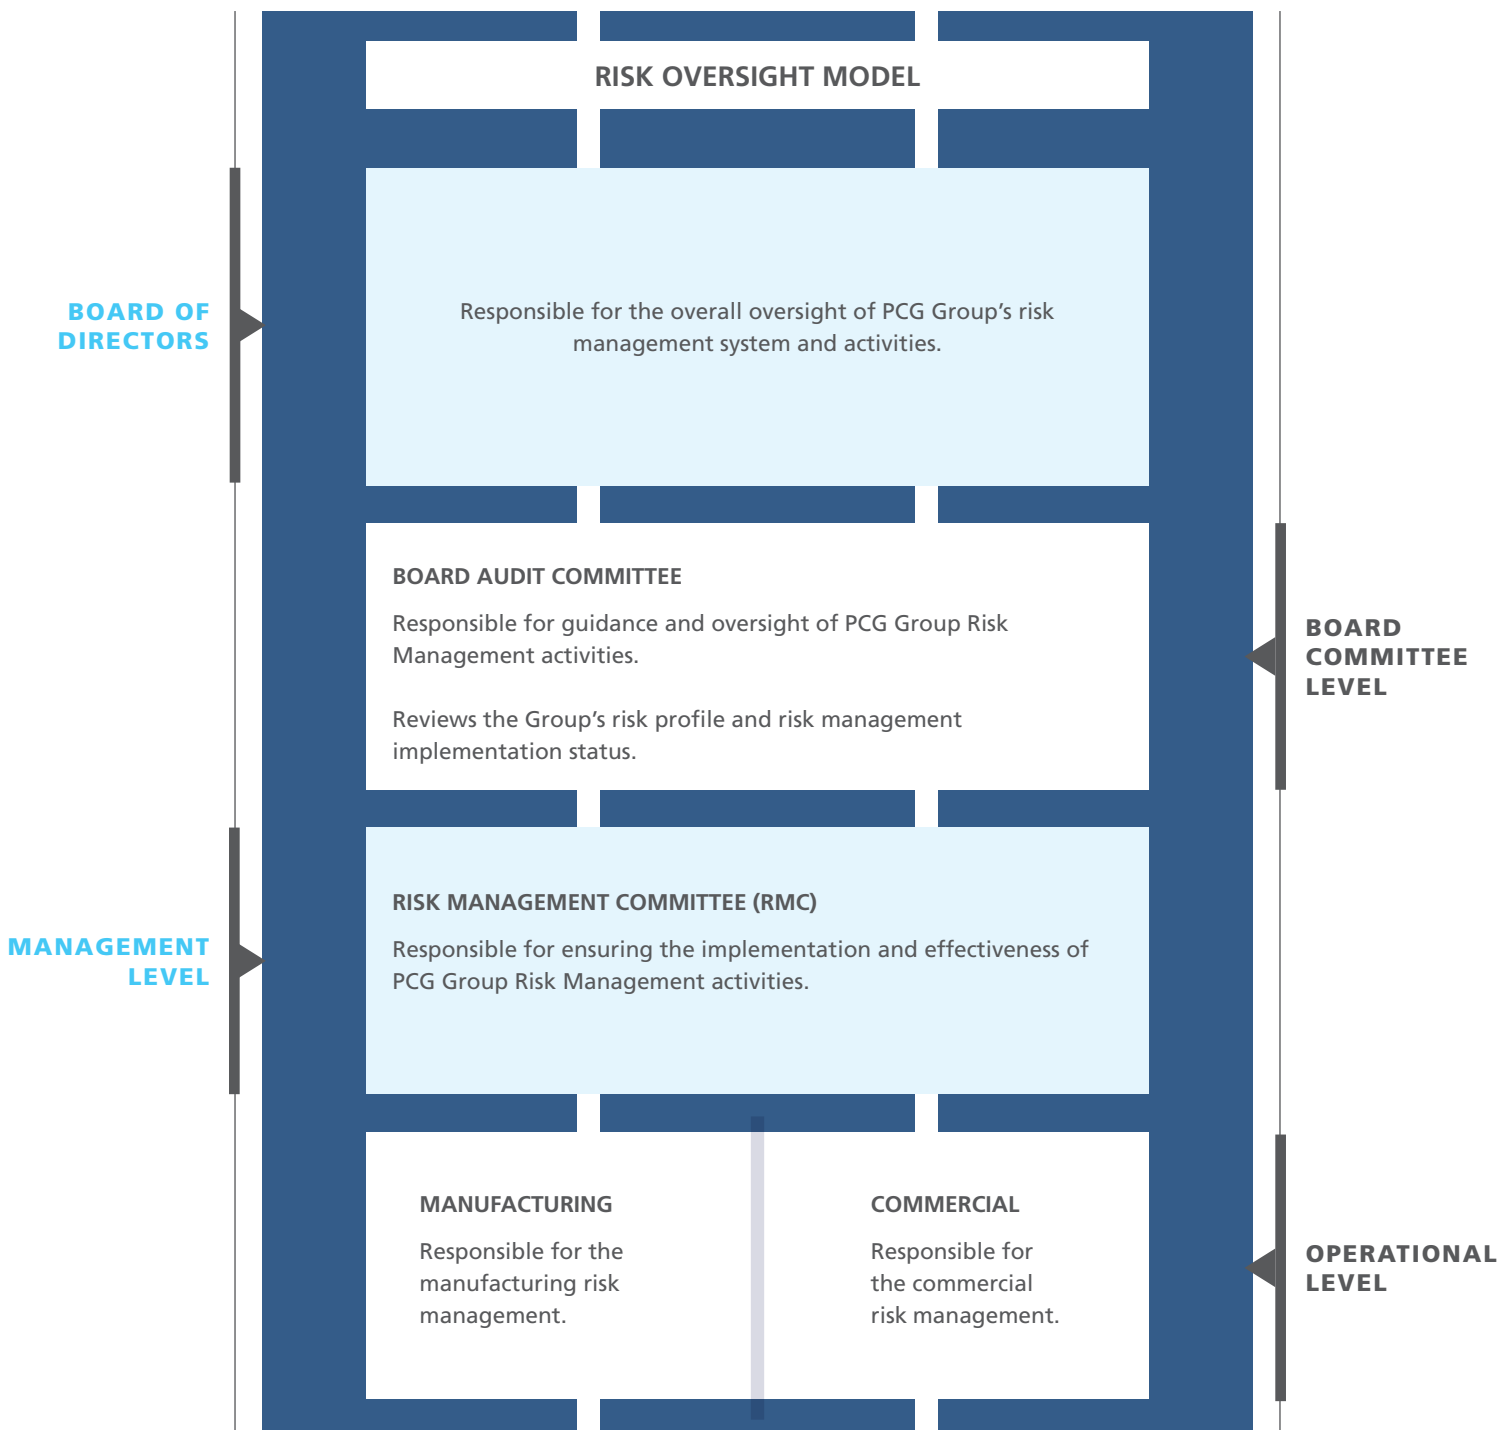 RISK OVERSIGHT MODEL
BOARD OF
DIRECTORS
Responsible for the overall oversight of PCG Group’s risk
management system and activities.
BOARD AUDIT COMMITTEE
Responsible for guidance and oversight of PCG Group Risk
Management activities.
Reviews the Group’s risk profile and risk management
implementation status.
BOARD
COMMITTEE
LEVEL
MANAGEMENT
LEVEL
RISK MANAGEMENT COMMITTEE (RMC)
Responsible for ensuring the implementation and effectiveness of
PCG Group Risk Management activities.
MANUFACTURING
Responsible for the
manufacturing risk
management.
COMMERCIAL
Responsible for
the commercial
risk management.
OPERATIONAL
LEVEL